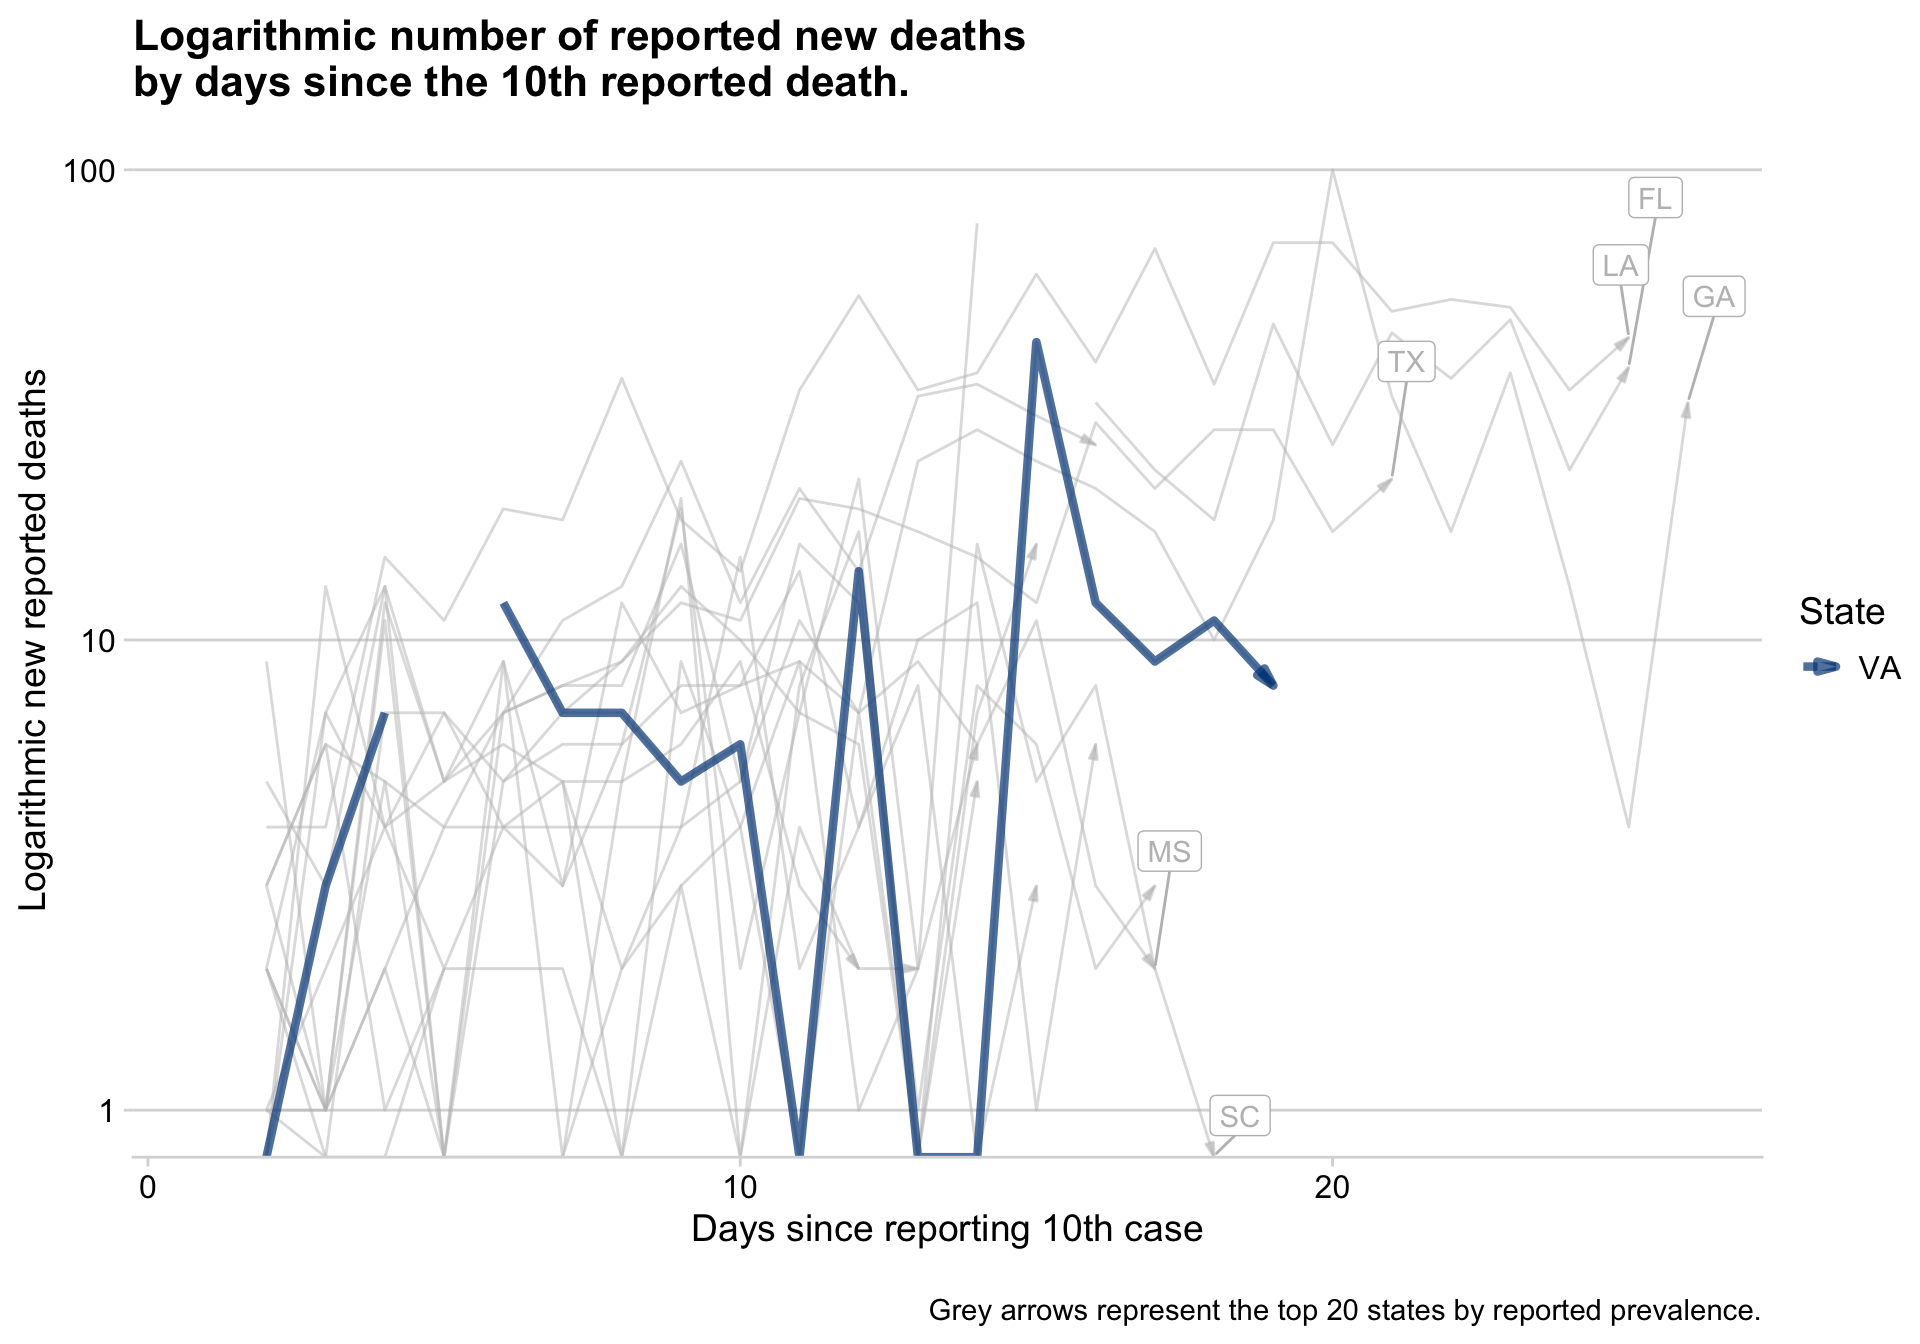 Logarithmic number of reported new deaths
by days since the 10th reported death.
100
10
1
Logarithmic new reported deaths
FL
LA
GA
TX
MS
SC
State
VA
0
10
20
Days since reporting 10th case
Grey arrows represent the top 20 states by reported prevalence.